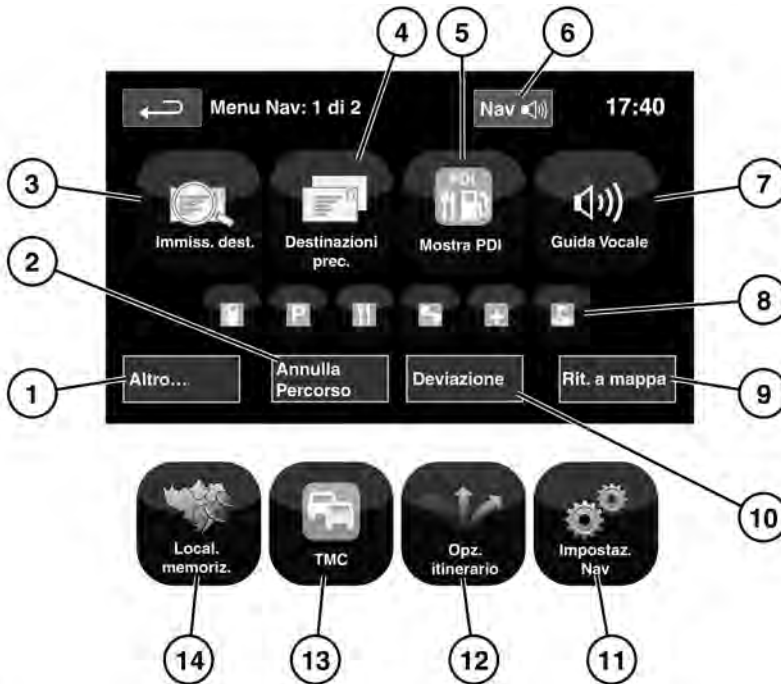 4
5
6
Menu Nav: 1 di 2
Nav
17:40
3
7
PDI
Immiss. dest.
Destinazioni
prec.
Mostra PDI
Guida Vocale
2
P
8
1
Altro...
Annulla
Percorso
Deviazione
Rit. a mappa
9
10
Local.
memoriz.
TMC
Opz.
itinerario
Impostaz.
Nav
14
13
12
11